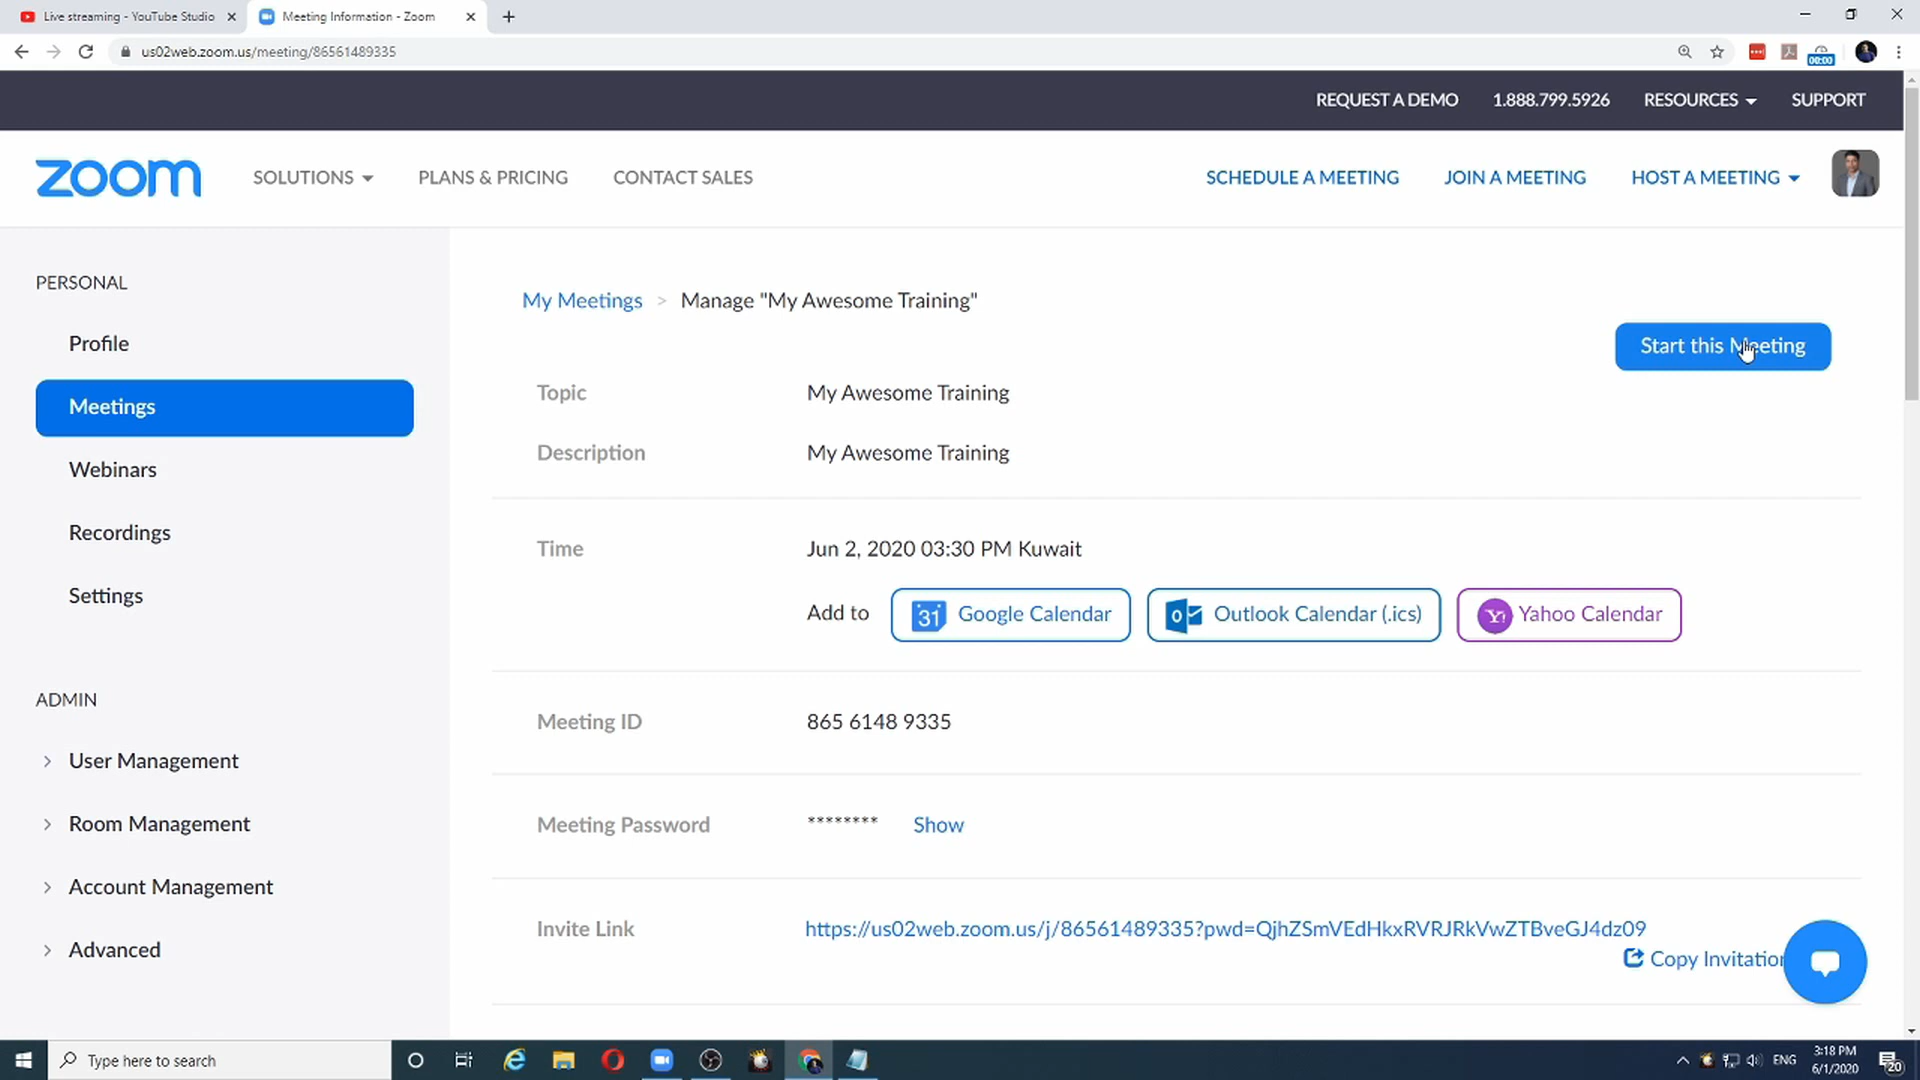 Live streaming - YouTube Studio
Meeting Information - Zoom
us02web.zoom.us/meeting/86561489335
00:00
REQUEST A DEMO 1.888.799.5926 RESOURCES SUPPORT
zoom SOLUTIONS PLANS & PRICING CONTACT SALES SCHEDULE A MEETING JOIN A MEETING HOST A MEETING
PERSONAL
Profile
Meetings
Webinars
Recordings
Settings
ADMIN
User Management
Room Management
Account Management
Advanced
My Meetings > Manage "My Awesome Training"
Start this Meeting
Topic My Awesome Training
Description My Awesome Training
Time Jun 2, 2020 03:30 PM Kuwait
Add to 31 Google Calendar Outlook Calendar (.ics) Y! Yahoo Calendar
Meeting ID 865 6148 9335
Meeting Password ******** Show
Invite Link https://us02web.zoom.us/j/86561489335?pwd=QjhZSmVEdHkxRVRJRkVwZTBveGJ4dz09
Copy Invitation
Type here to search
ENG
3:18 PM
6/1/2020
20